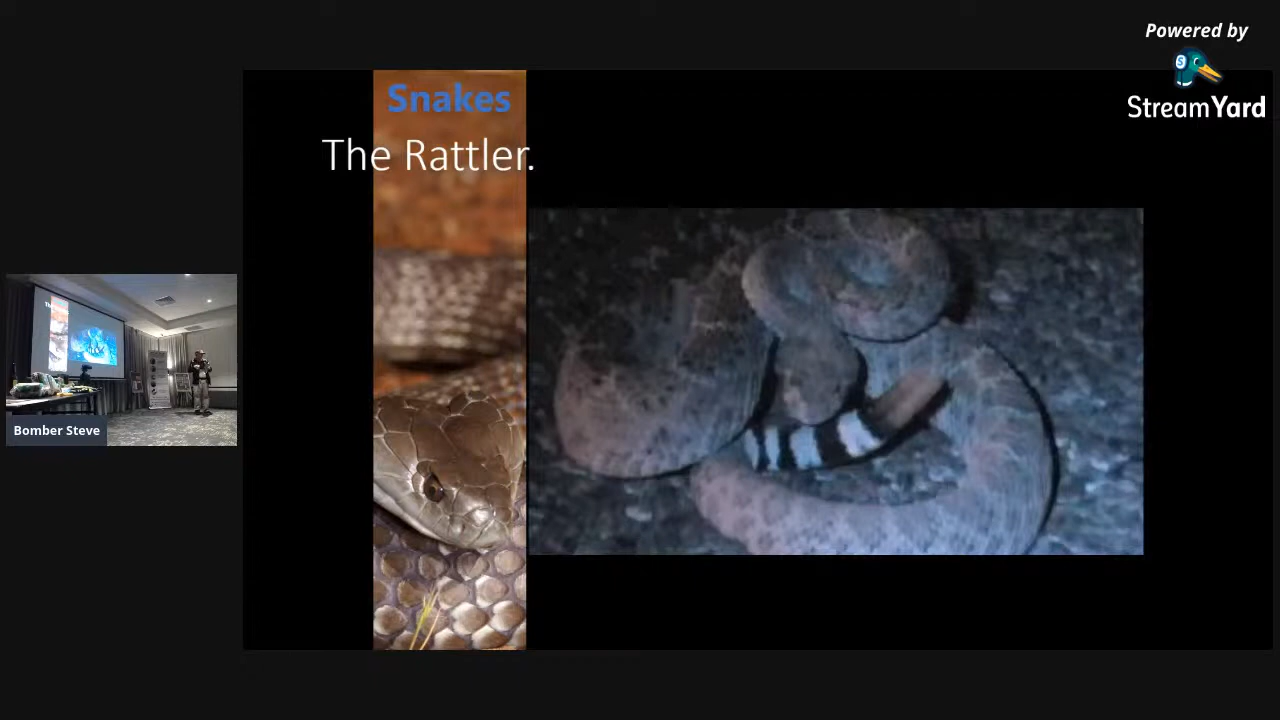 Powered by
StreamYard
Snakes
The Rattler.
Bomber Steve